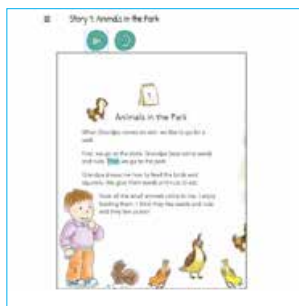 Story 1: Animals in the Park
1
Animals in the Park
When Grandpa comes to visit, we like to go for a
walk.
First, we go to the store. Grandpa buys some seeds
and nuts. Then we go to the park.
Grandpa shows me how to feed the birds and
squirrels. We give them seeds and nuts to eat.
Most of the small animals come to me. I enjoy
feeding them. I think they like seeds and nuts
and they like us too!